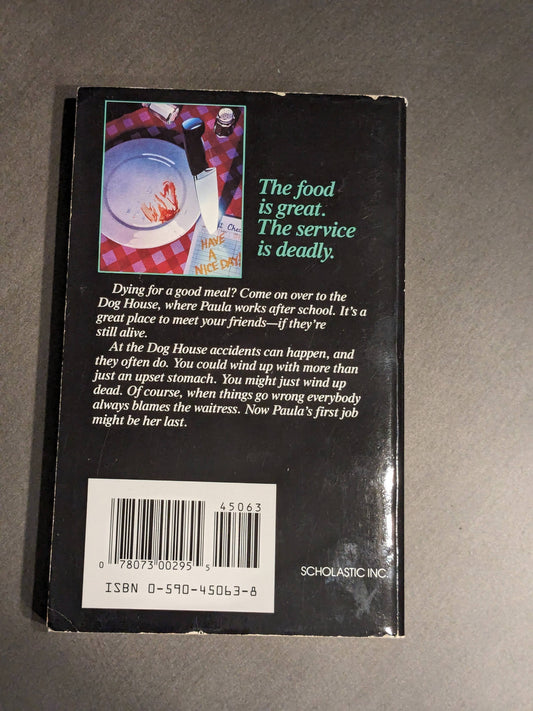 t Chec
HAVE
A
NICE DAY!
The food
is great.
The service
is deadly.
Dying for a good meal? Come on over to the
Dog House, where Paula works after school. It's a
great place to meet your friends—if they're
still alive.
At the Dog House accidents can happen, and
they often do. You could wind up with more than
just an upset stomach. You might just wind up
dead. Of course, when things go wrong everybody
always blames the waitress. Now Paula's first job
might be her last.
45063
0 78073 00295 5
ISBN 0-590-45063-8
SCHOLASTIC INC.